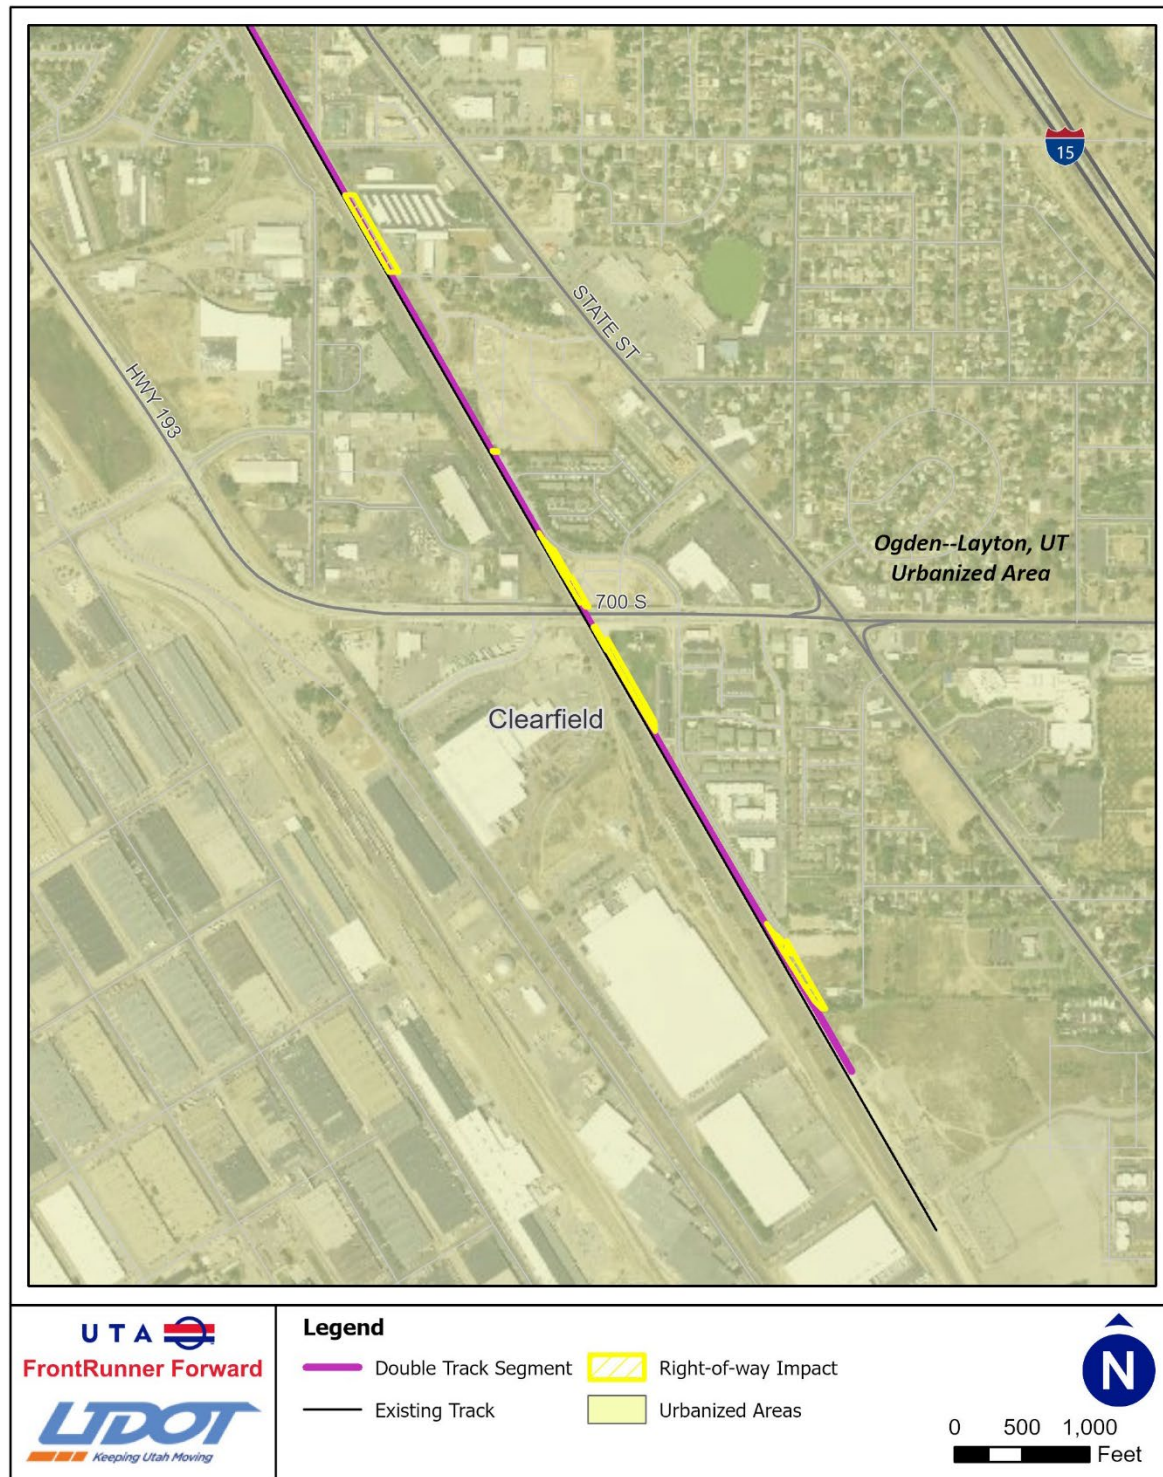 15
STATE ST
HWY 193
Ogden--Layton, UT
Urbanized Area
700 S
Clearfield
UTA
FrontRunner Forward
UDOT
Keeping Utah Moving
Legend
Double Track Segment
Right-of-way Impact
Existing Track
Urbanized Areas
N
0 500 1,000
Feet